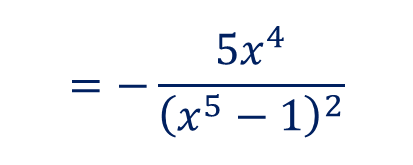 = − 5x⁴ / (x⁵ − 1)²